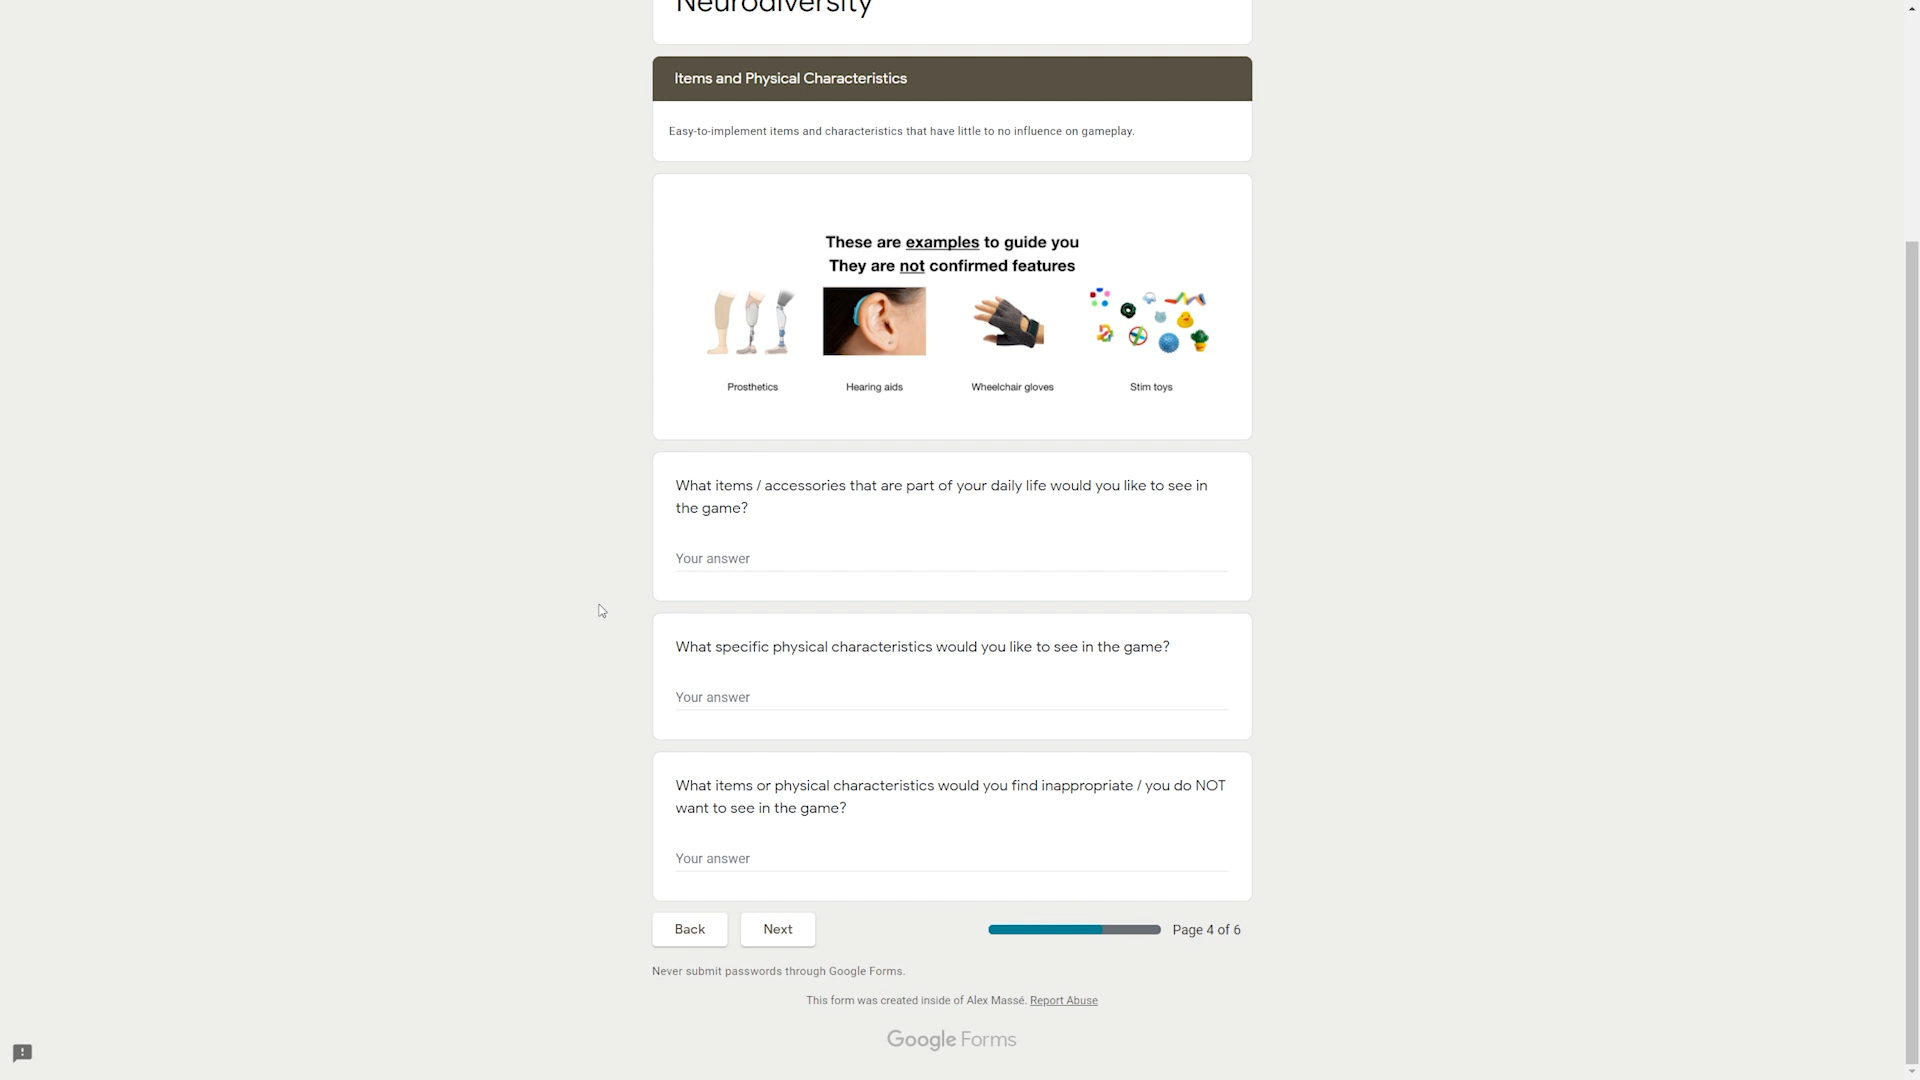 Neurodiversity
Items and Physical Characteristics
Easy-to-implement items and characteristics that have little to no influence on gameplay.
These are examples to guide you
They are not confirmed features
Prosthetics
Hearing aids
Wheelchair gloves
Stim toys
What items / accessories that are part of your daily life would you like to see in
the game?
Your answer
What specific physical characteristics would you like to see in the game?
Your answer
What items or physical characteristics would you find inappropriate / you do NOT
want to see in the game?
Your answer
Back
Next
Page 4 of 6
Never submit passwords through Google Forms.
This form was created inside of Alex Massé. Report Abuse
Google Forms